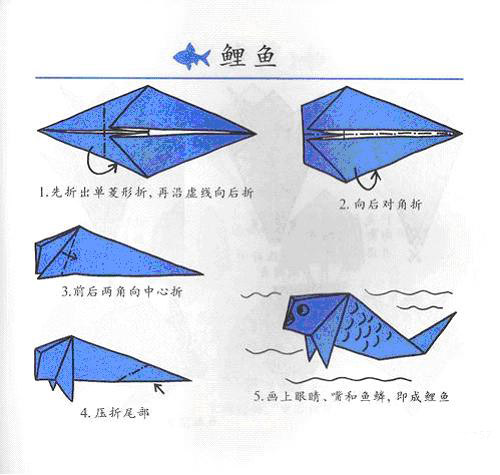 鲤鱼
1.先折出单菱形折,再沿虚线向后折
2.向后对角折
3.前后两角向中心折
4.压折尾部
5.画上眼睛、嘴和鱼鳞,即成鲤鱼